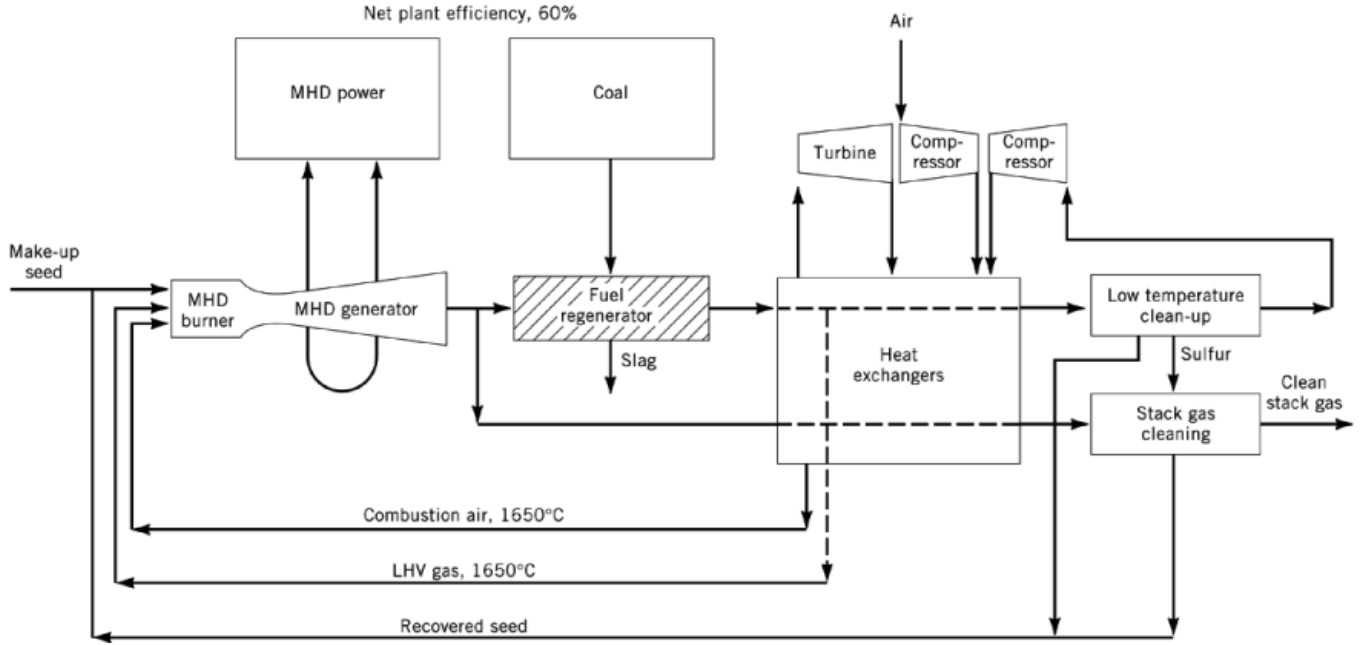 Net plant efficiency, 60%
Air
MHD power
Coal
Turbine
Comp-
ressor
Comp-
ressor
Make-up
seed
MHD
burner
MHD generator
Fuel
regenerator
Slag
Heat
exchangers
Low temperature
clean-up
Sulfur
Clean
stack gas
Stack gas
cleaning
Combustion air, 1650°C
LHV gas, 1650°C
Recovered seed